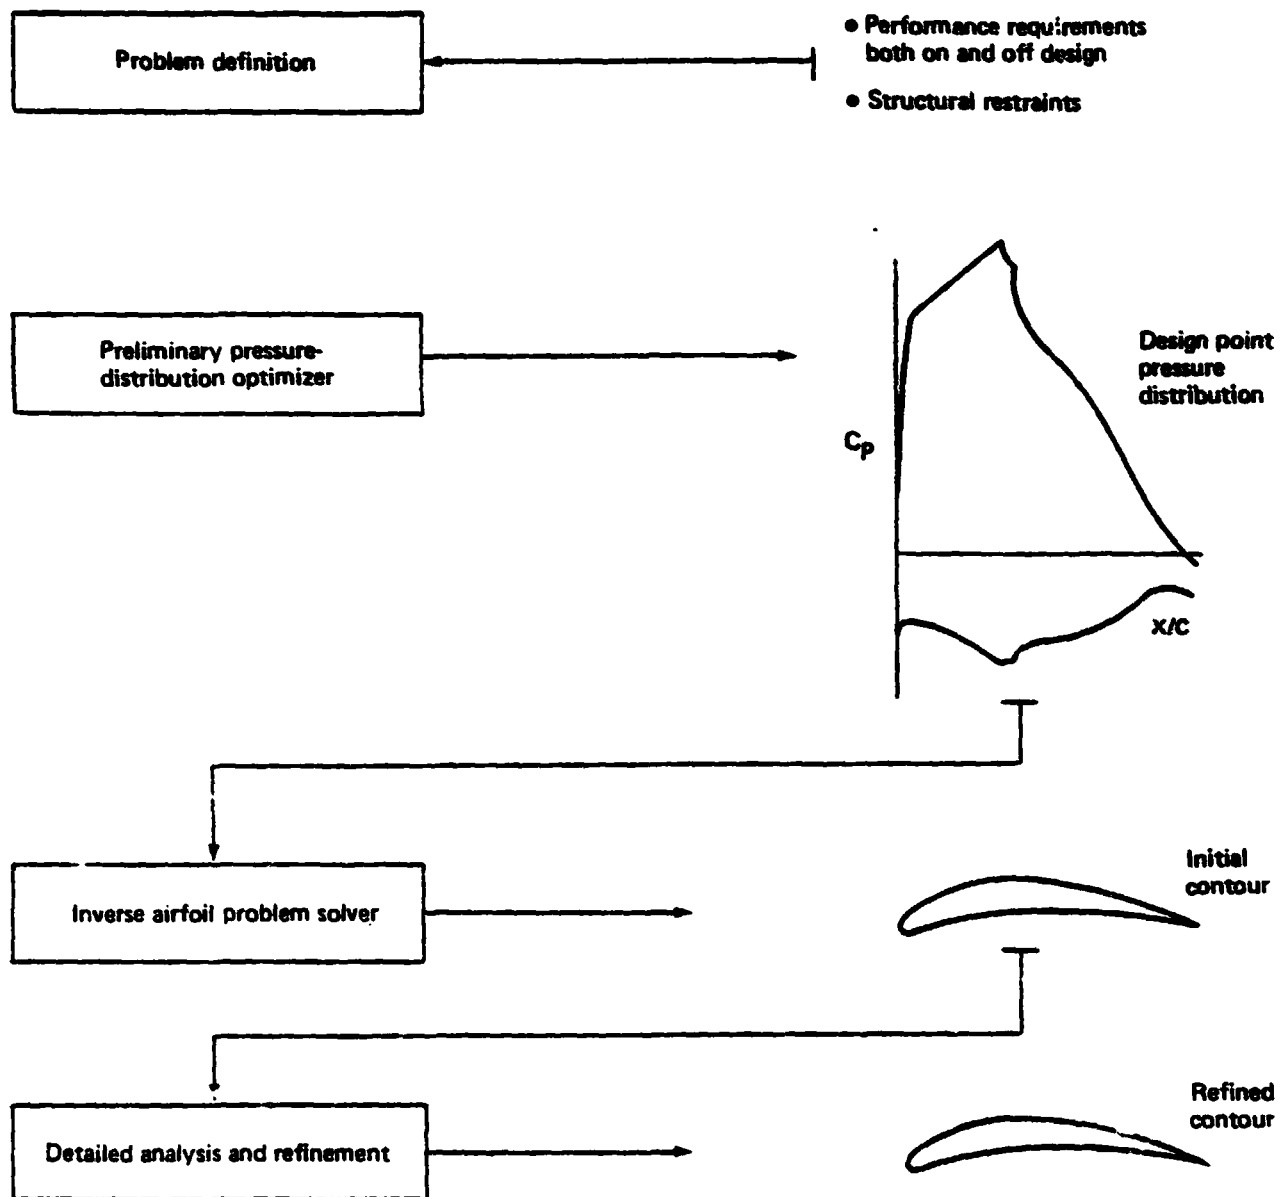 Problem definition
• Performance requirements
both on and off design
• Structural restraints
Preliminary pressure-
distribution optimizer
Design point
pressure
distribution
Cp
X/C
Inverse airfoil problem solver
Initial
contour
Detailed analysis and refinement
Refined
contour